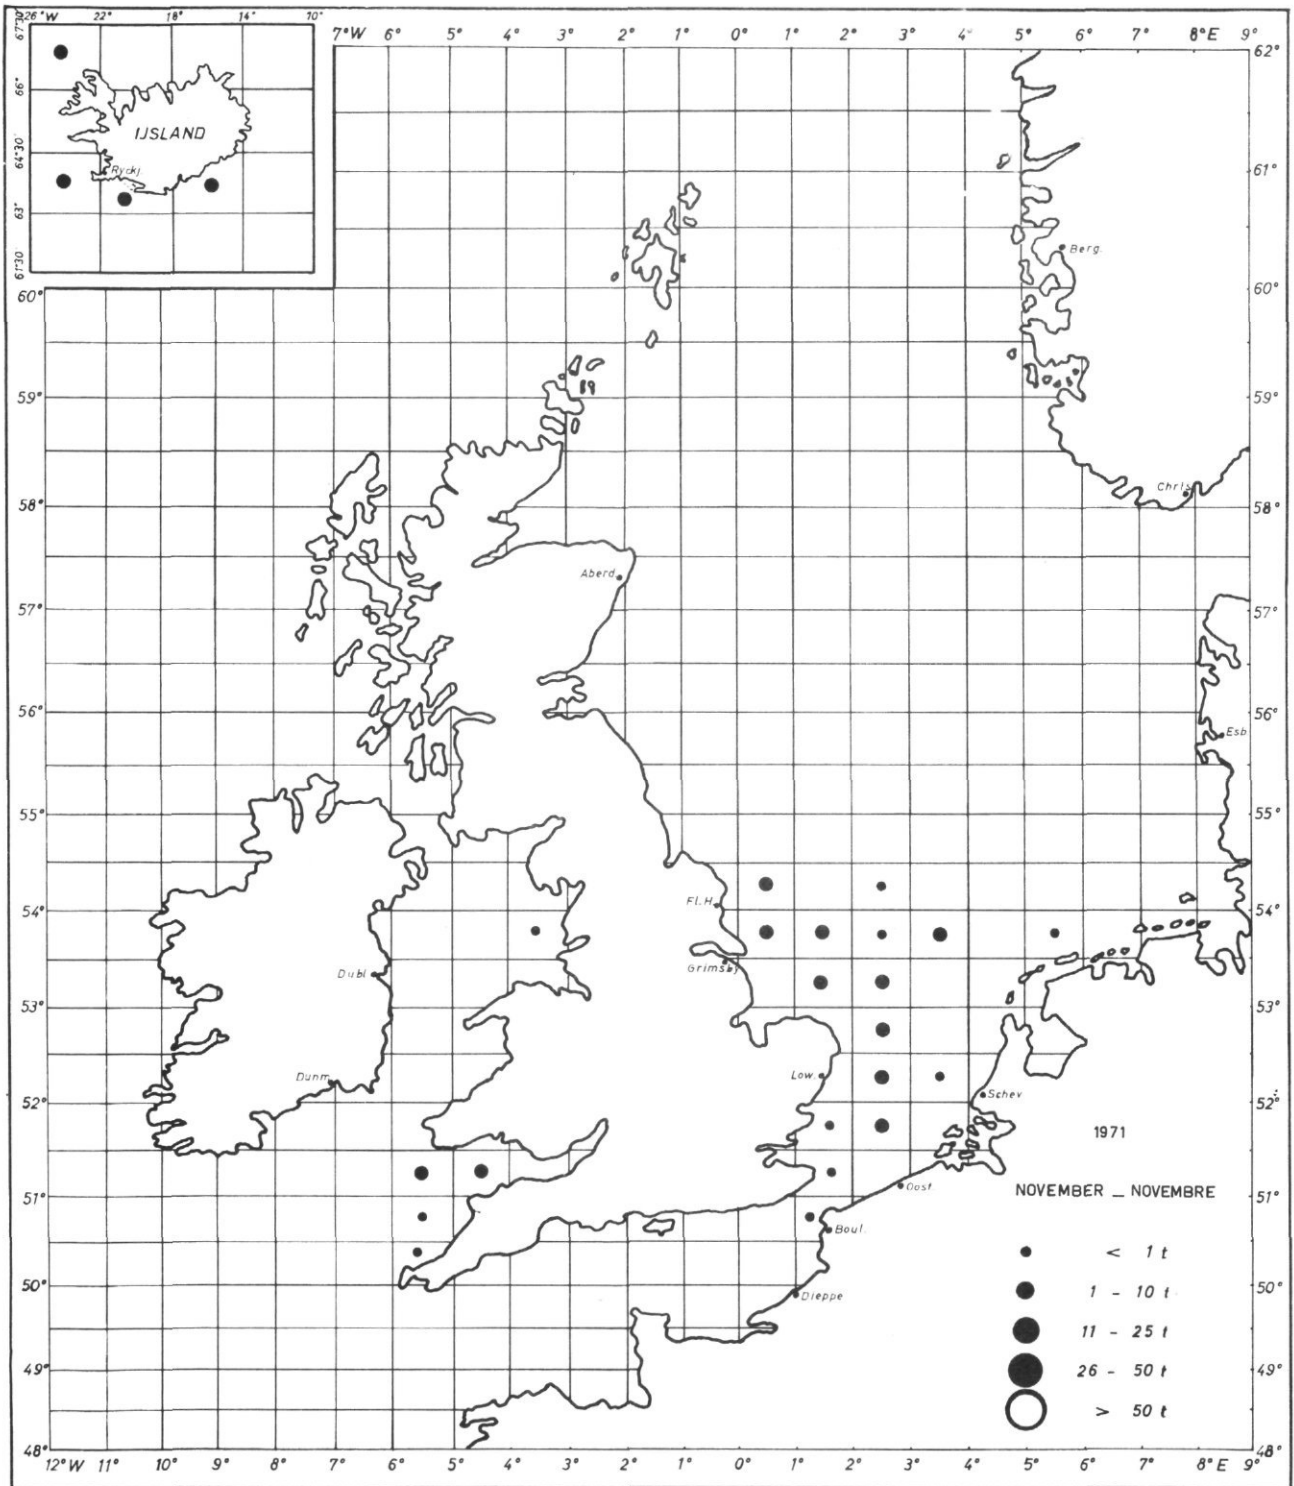 26° W 22° 18° 14° 10°
67°30
66°
64°30
63°
61°30
IJSLAND
Ryckj
7°W 6° 5° 4° 3° 2° 1° 0° 1° 2° 3° 4° 5° 6° 7° 8°E 9°
62°
61° 61°
Berg.
60° 60°
59° 59°
Chris
58° 58°
Aberd.
57° 57°
56° 56°
Esb
55° 55°
Fl.H.
54° 54°
Dubl
Grimsby
53° 53°
Dunm
Low.
Schev
52° 52°
1971
51° 51°
Oost.
NOVEMBER _ NOVEMBRE
Boul.
< 1 t
50° 50°
Dieppe
1 - 10 t
11 - 25 t
49° 49°
26 - 50 t
> 50 t
48° 48°
12°W 11° 10° 9° 8° 7° 6° 5° 4° 3° 2° 1° 0° 1° 2° 3° 4° 5° 6° 7° 8°E 9°